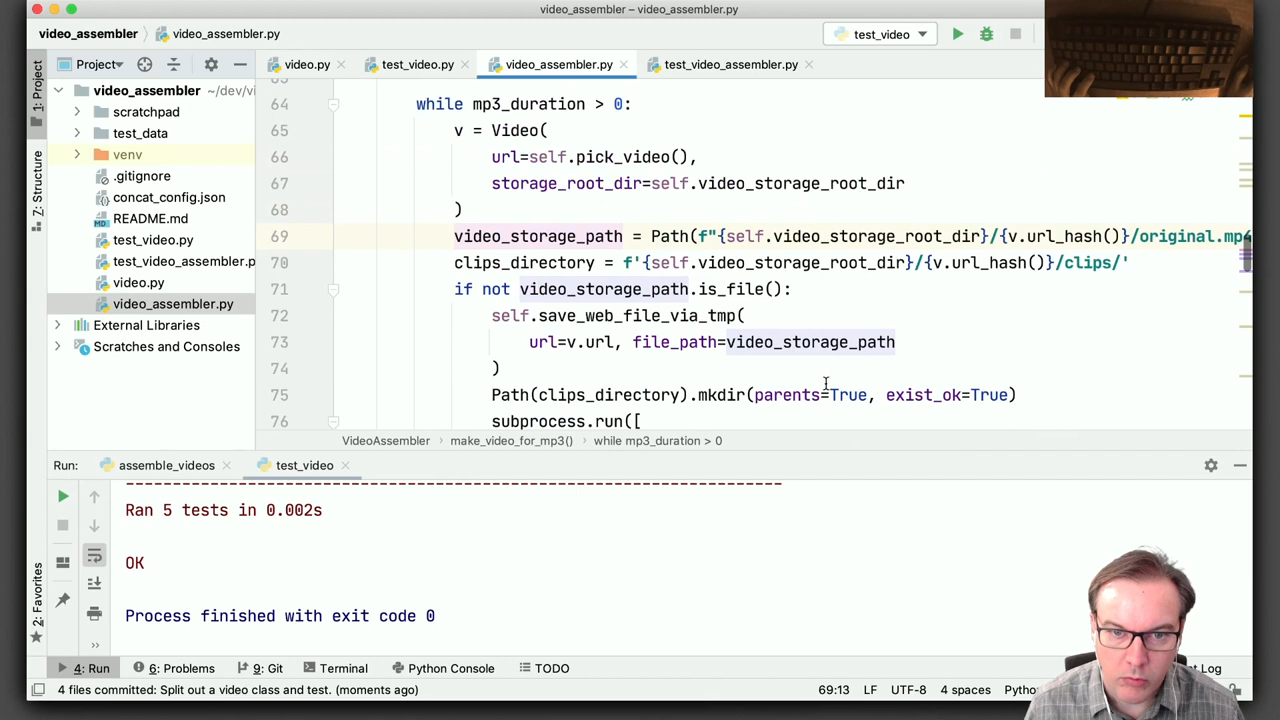 video_assembler – video_assembler.py
video_assembler
video_assembler.py
test_video
1: Project
Project
video.py
test_video.py
video_assembler.py
test_video_assembler.py
video_assembler ~/dev/vi
scratchpad
test_data
venv
.gitignore
concat_config.json
README.md
test_video.py
test_video_assembler.p
video.py
video_assembler.py
External Libraries
Scratches and Consoles
Z: Structure
2: Favorites
64 while mp3_duration > 0:
65 v = Video(
66 url=self.pick_video(),
67 storage_root_dir=self.video_storage_root_dir
68 )
69 video_storage_path = Path(f"{self.video_storage_root_dir}/{v.url_hash()}/original.mp4
70 clips_directory = f'{self.video_storage_root_dir}/{v.url_hash()}/clips/'
71 if not video_storage_path.is_file():
72 self.save_web_file_via_tmp(
73 url=v.url, file_path=video_storage_path
74 )
75 Path(clips_directory).mkdir(parents=True, exist_ok=True)
76 subprocess.run([
VideoAssembler
make_video_for_mp3()
while mp3_duration > 0
Run:
assemble_videos
test_video
----------------------------------------------------------------------
Ran 5 tests in 0.002s
OK
Process finished with exit code 0
4: Run
6: Problems
9: Git
Terminal
Python Console
TODO
t Log
4 files committed: Split out a video class and test. (moments ago)
69:13
LF
UTF-8
4 spaces
Pytho